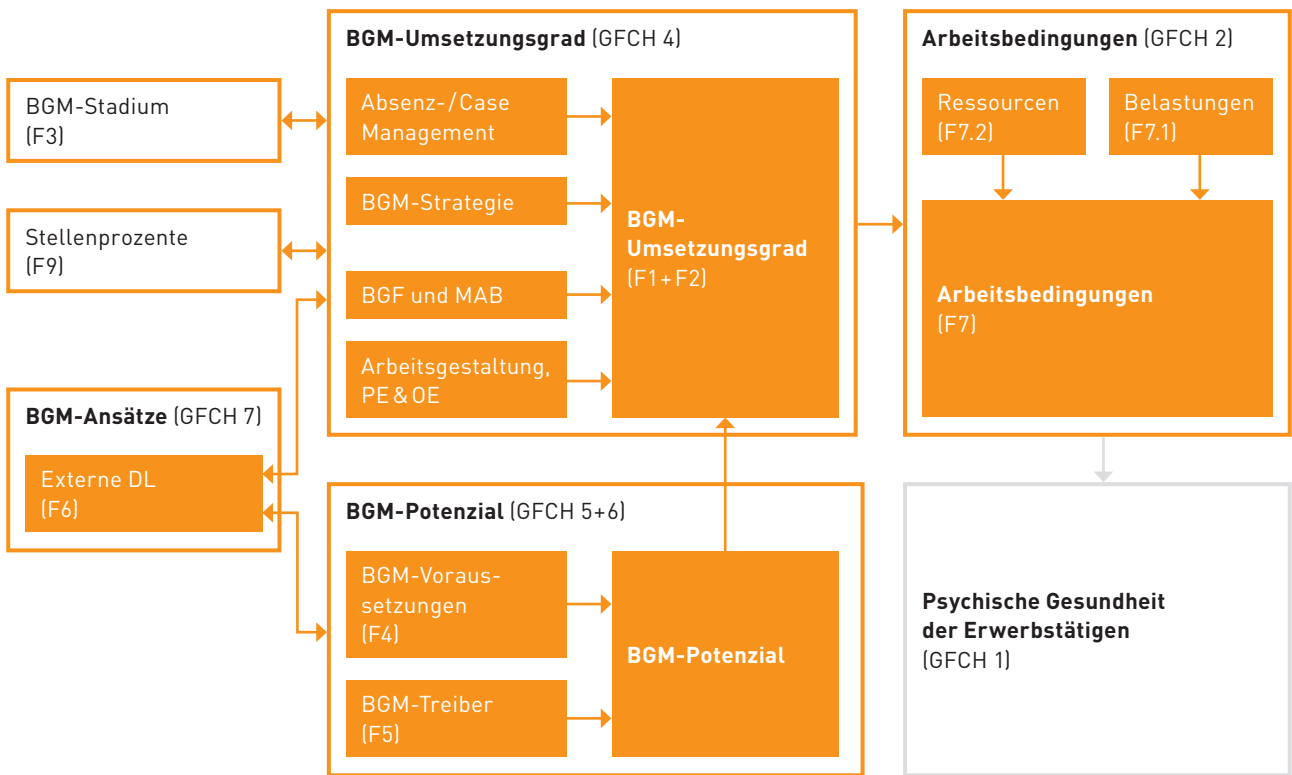 BGM-Stadium
(F3)
Stellenprozente
(F9)
BGM-Ansätze (GFCH 7)
Externe DL
(F6)
BGM-Umsetzungsgrad (GFCH 4)
Absenz-/Case
Management
BGM-Strategie
BGF und MAB
Arbeitsgestaltung,
PE & OE
BGM-
Umsetzungsgrad
(F1+F2)
BGM-Potenzial (GFCH 5+6)
BGM-Voraus-
setzungen
(F4)
BGM-Treiber
(F5)
BGM-Potenzial
Arbeitsbedingungen (GFCH 2)
Ressourcen
(F7.2)
Belastungen
(F7.1)
Arbeitsbedingungen
(F7)
Psychische Gesundheit
der Erwerbstätigen
(GFCH 1)